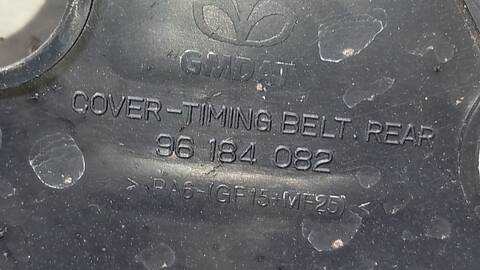 GMDAT
COVER-TIMING BELT. REAR
96 184 082
>PA6-(GF15+MF25)<